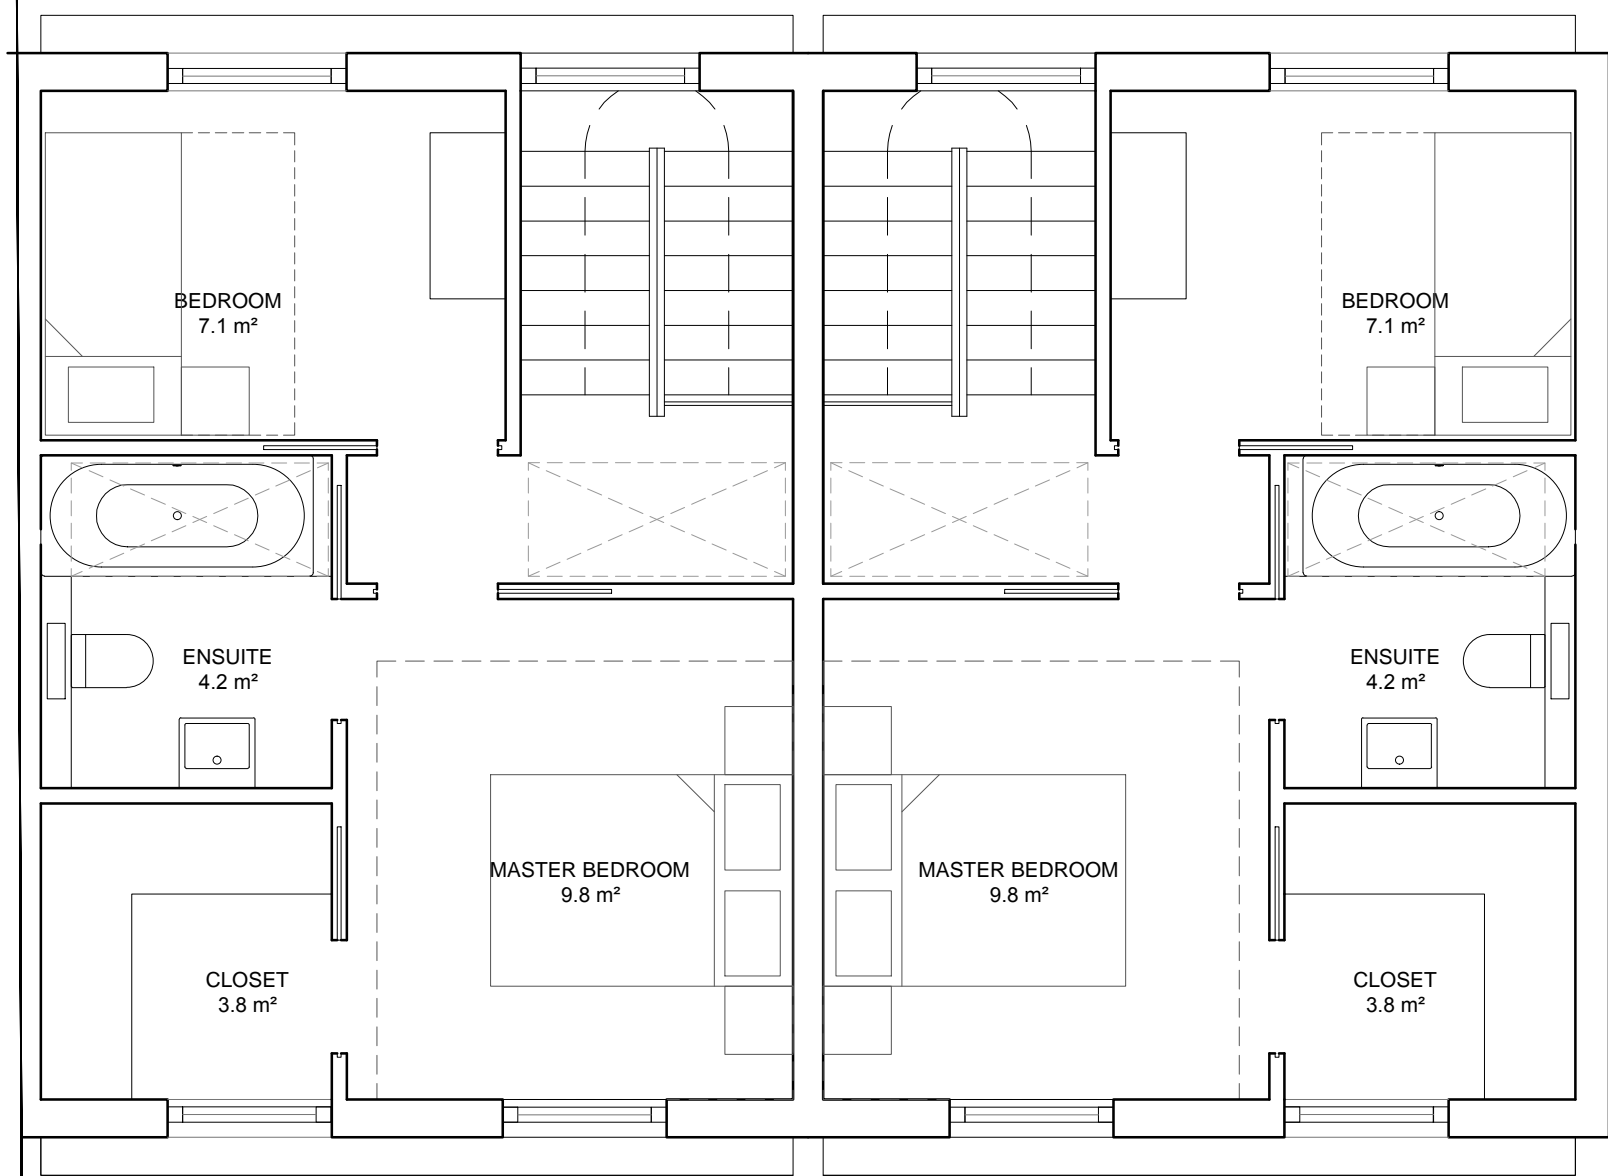 BEDROOM
7.1 m²
BEDROOM
7.1 m²
ENSUITE
4.2 m²
ENSUITE
4.2 m²
MASTER BEDROOM
9.8 m²
MASTER BEDROOM
9.8 m²
CLOSET
3.8 m²
CLOSET
3.8 m²